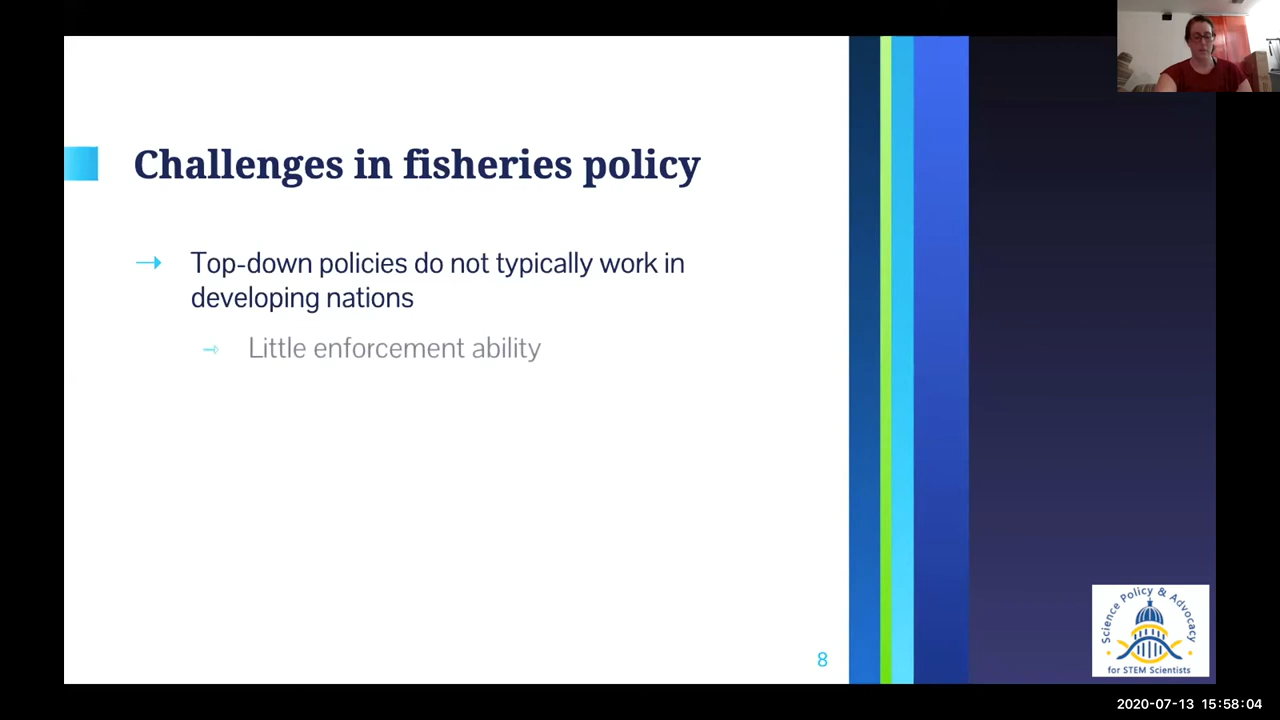 Challenges in fisheries policy
→ Top-down policies do not typically work in
developing nations
→ Little enforcement ability
8
Science Policy & Advocacy
for STEM Scientists
2020-07-13 15:58:04